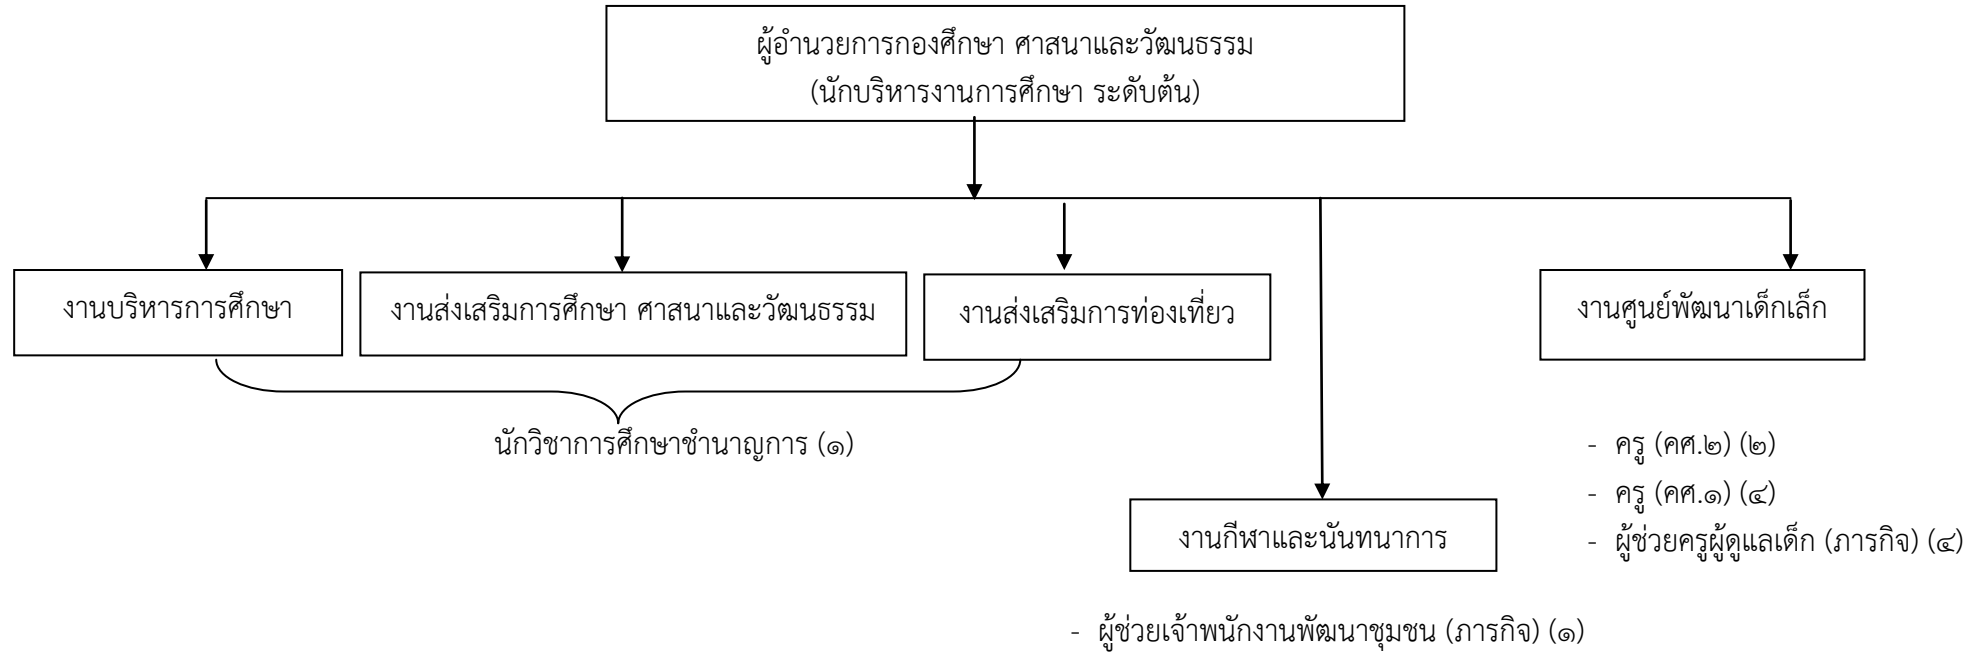 ผู้อำนวยการกองศึกษา ศาสนาและวัฒนธรรม
(นักบริหารงานการศึกษา ระดับต้น)
งานบริหารการศึกษา
งานส่งเสริมการศึกษา ศาสนาและวัฒนธรรม
งานส่งเสริมการท่องเที่ยว
งานศูนย์พัฒนาเด็กเล็ก
นักวิชาการศึกษาชำนาญการ (๑)
- ครู (คศ.๒) (๒)
- ครู (คศ.๑) (๔)
- ผู้ช่วยครูผู้ดูแลเด็ก (ภารกิจ) (๔)
งานกีฬาและนันทนาการ
- ผู้ช่วยเจ้าพนักงานพัฒนาชุมชน (ภารกิจ) (๑)